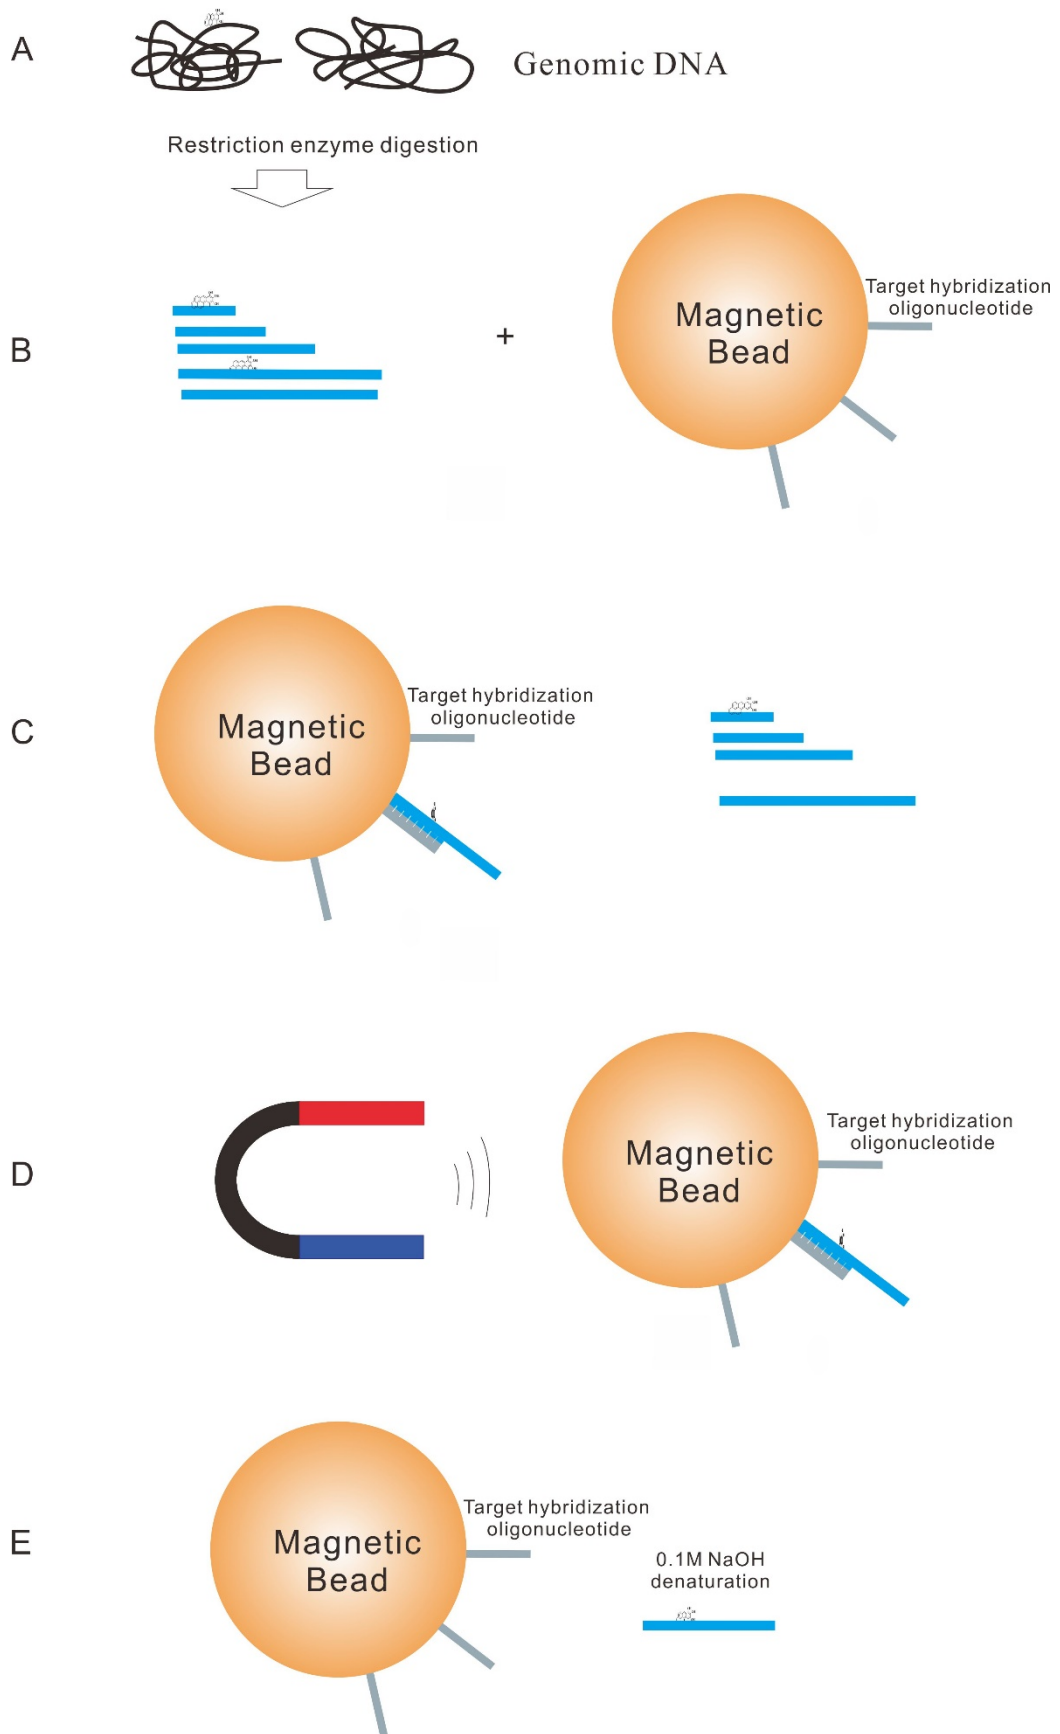 A
Genomic DNA
Restriction enzyme digestion
B
+
Magnetic
Bead
Target hybridization
oligonucleotide
C
Magnetic
Bead
Target hybridization
oligonucleotide
D
Magnetic
Bead
Target hybridization
oligonucleotide
E
Magnetic
Bead
Target hybridization
oligonucleotide
0.1M NaOH
denaturation